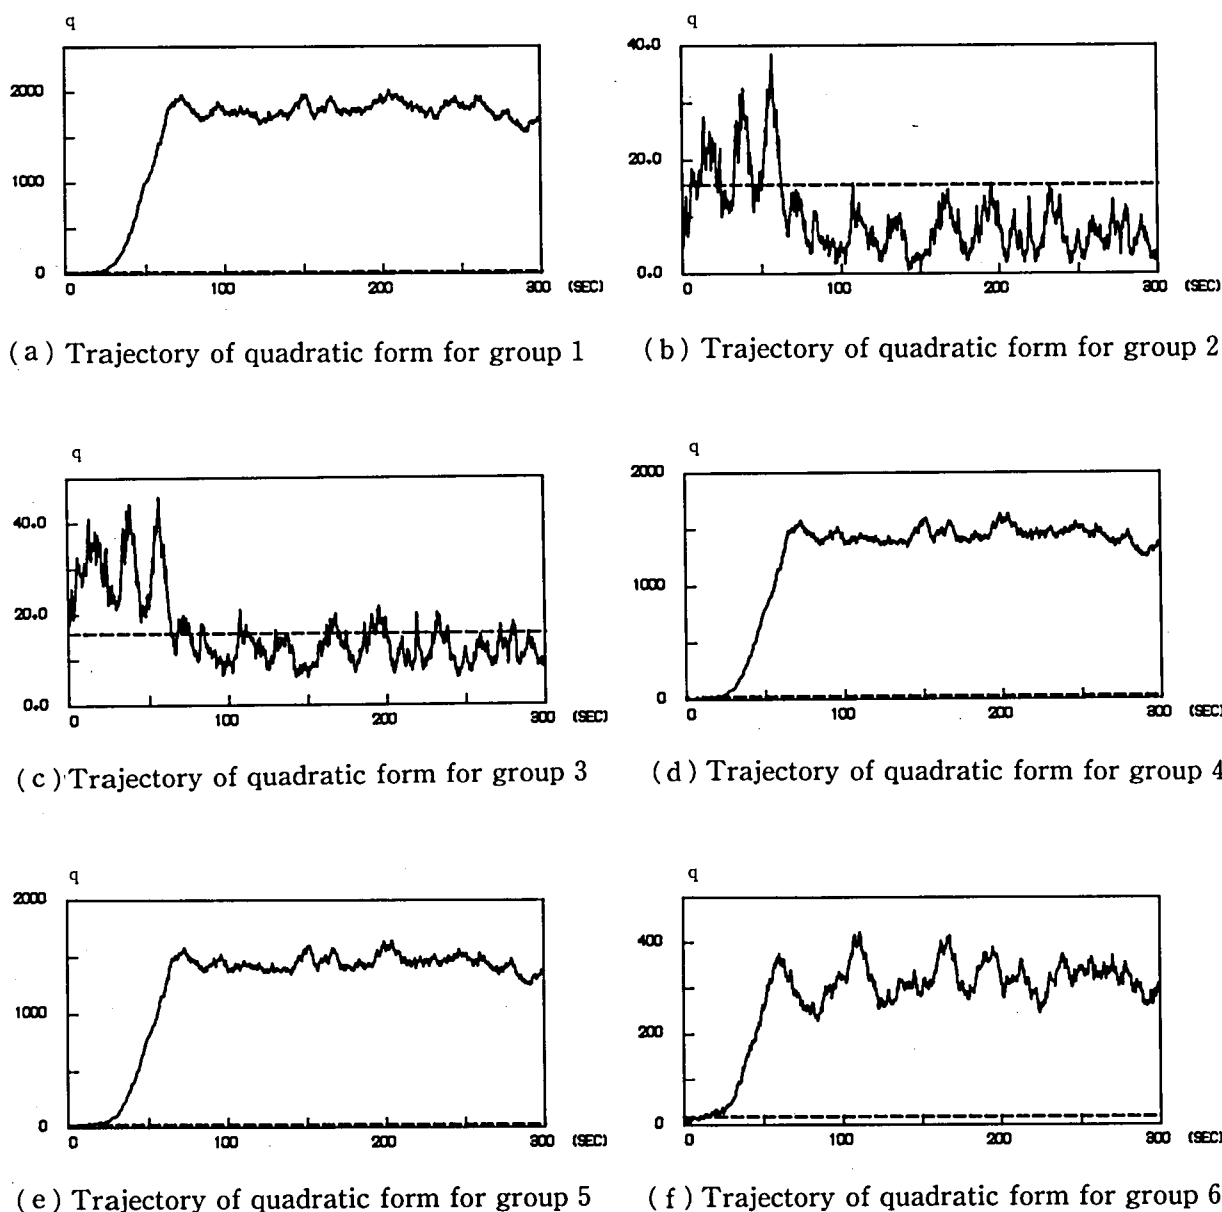 q
2000
1000
0
0 100 200 300 (SEC)
(a) Trajectory of quadratic form for group 1
q
40.0
20.0
0.0
0 100 200 300 (SEC)
(b) Trajectory of quadratic form for group 2
q
40.0
20.0
0.0
100 200 300 (SEC)
(c) Trajectory of quadratic form for group 3
q
2000
1000
0
0 100 200 300 (SEC)
(d) Trajectory of quadratic form for group 4
q
2000
1000
0
0 100 200 300 (SEC)
(e) Trajectory of quadratic form for group 5
q
400
200
0
0 100 200 300 (SEC)
(f) Trajectory of quadratic form for group 6